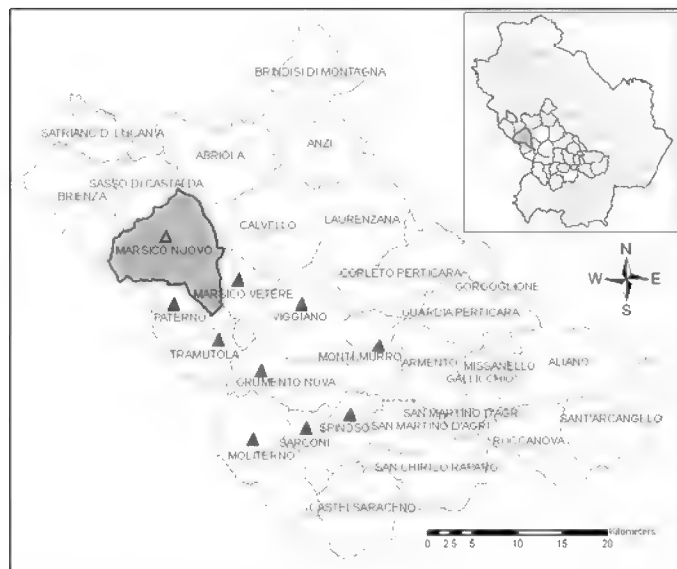 BRINDISI DI MONTAGNA
SATRIANO DI LUCANIA
ANZI
ABRIOLA
SASSO DI CASTALDA
BRIENZA
LAURENZANA
CALVELLO
MARSICO NUOVO
N
W E
S
CORLETO PERTICARA
GORGOGLIONE
MARSICO VETERE
PATERNO
VIGGIANO
GUARDIA PERTICARA
TRAMUTOLA
MONTEMURRO
ARMENTO
MISSANELLO
ALIANO
GALLICCHIO
GRUMENTO NOVA
SAN MARTINO D'AGRI
SANT'ARCANGELO
SPINOSO
SAN MARTINO D'AGRI
SARCONI
ROCCANOVA
MOLITERNO
SAN CHIRICO RAPARO
CASTELSARACENO
Kilometers
0 2.5 5 10 15 20